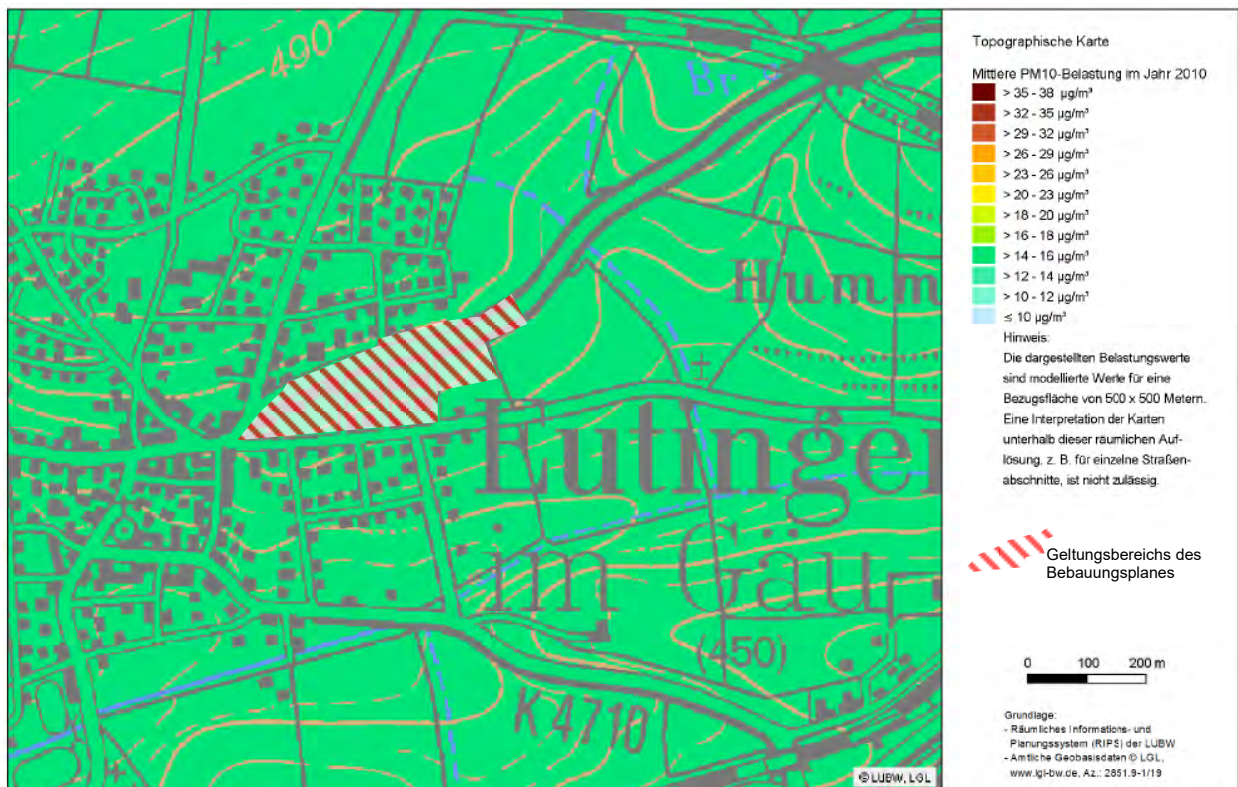 490
Br
Humm
Eutingen
im Gäu
(450)
K 4710
© LUBW, LGL
Topographische Karte
Mittlere PM10-Belastung im Jahr 2010
> 35 - 38 µg/m³
> 32 - 35 µg/m³
> 29 - 32 µg/m³
> 26 - 29 µg/m³
> 23 - 26 µg/m³
> 20 - 23 µg/m³
> 18 - 20 µg/m³
> 16 - 18 µg/m³
> 14 - 16 µg/m³
> 12 - 14 µg/m³
> 10 - 12 µg/m³
≤ 10 µg/m³
Hinweis:
Die dargestellten Belastungswerte
sind modellierte Werte für eine
Bezugsfläche von 500 x 500 Metern.
Eine Interpretation der Karten
unterhalb dieser räumlichen Auf-
lösung, z. B. für einzelne Straßen-
abschnitte, ist nicht zulässig.
Geltungsbereichs des
Bebauungsplanes
0 100 200 m
Grundlage:
- Räumliches Informations- und
Planungssystem (RIPS) der LUBW
- Amtliche Geobasisdaten © LGL,
www.lgl-bw.de, Az.: 2851.9-1/19